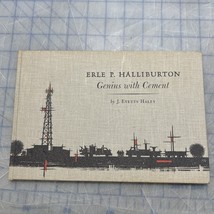 ERLE P. HALLIBURTON
Genius with Cement
by J. EVETTS HALEY